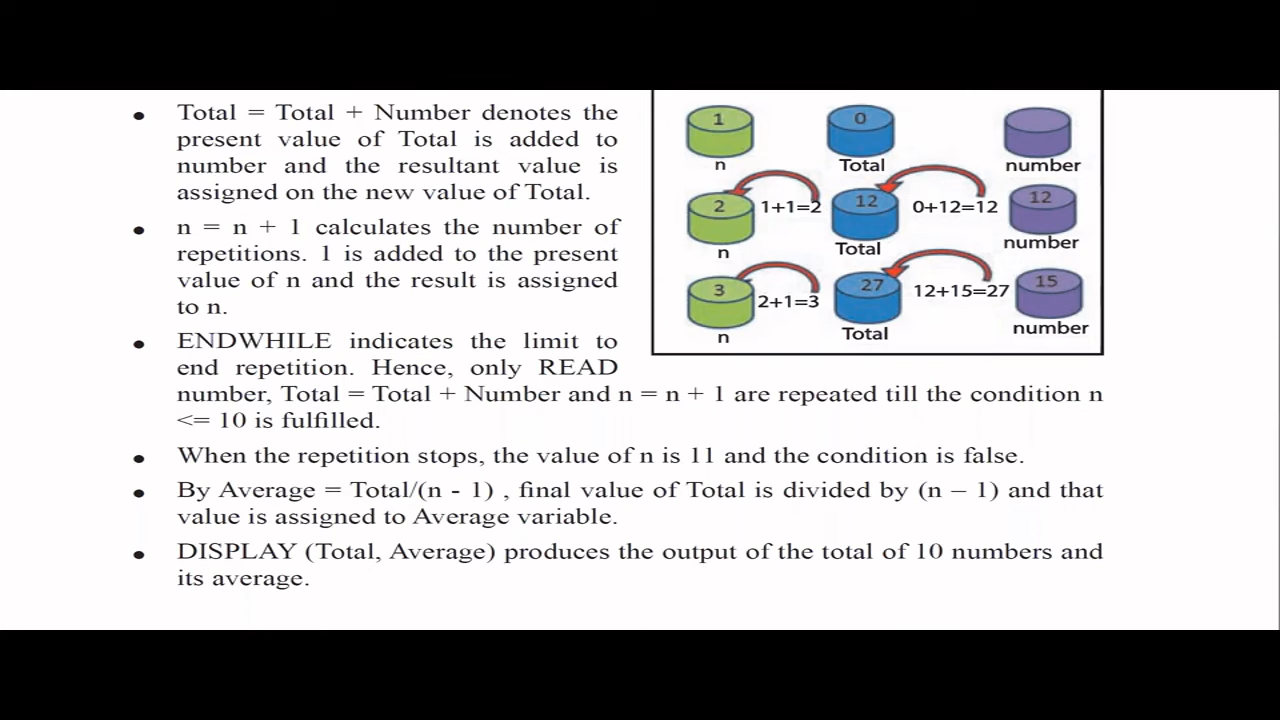 • Total = Total + Number denotes the
present value of Total is added to
number and the resultant value is
assigned on the new value of Total.
• n = n + 1 calculates the number of
repetitions. 1 is added to the present
value of n and the result is assigned
to n.
• ENDWHILE indicates the limit to
end repetition. Hence, only READ
number, Total = Total + Number and n = n + 1 are repeated till the condition n
<= 10 is fulfilled.
• When the repetition stops, the value of n is 11 and the condition is false.
• By Average = Total/(n - 1) , final value of Total is divided by (n – 1) and that
value is assigned to Average variable.
• DISPLAY (Total, Average) produces the output of the total of 10 numbers and
its average.
1 0
n Total number
2 1+1=2 12 0+12=12 12
n Total number
3 2+1=3 27 12+15=27 15
n Total number